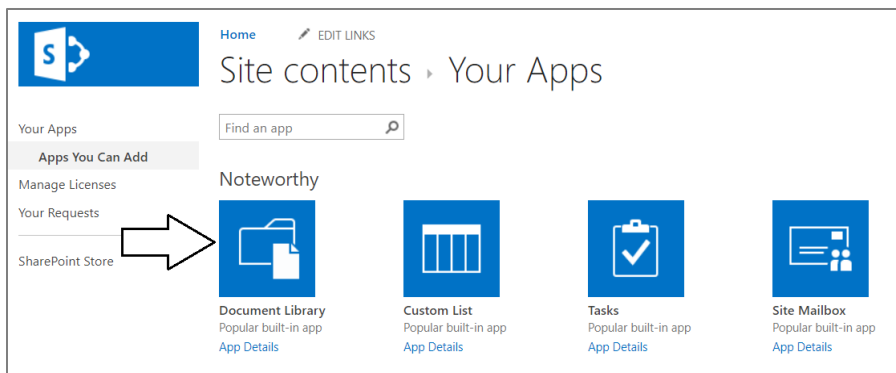 S
Home EDIT LINKS
Site contents ▸ Your Apps
Your Apps
Apps You Can Add
Manage Licenses
Your Requests
SharePoint Store
Find an app
Noteworthy
Document Library
Popular built-in app
App Details
Custom List
Popular built-in app
App Details
Tasks
Popular built-in app
App Details
Site Mailbox
Popular built-in app
App Details